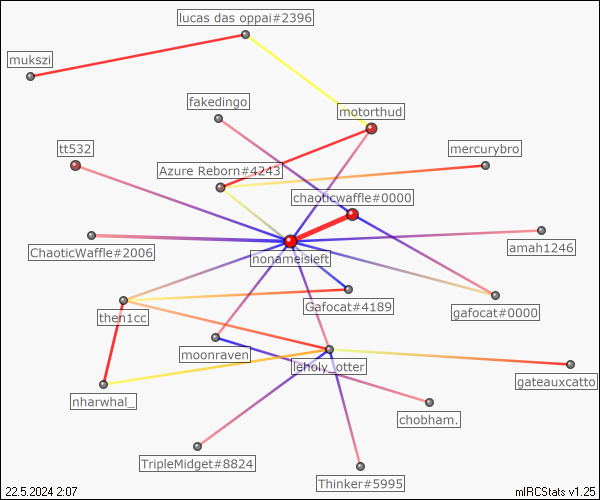 lucas das oppai#2396
mukszi
fakedingo
motorthud
tt532
mercurybro
Azure Reborn#4243
chaoticwaffle#0000
ChaoticWaffle#2006
amah1246
nonameisleft
Gafocat#4189
gafocat#0000
then1cc
moonraven
leholy_otter
gateauxcatto
nharwhal_
chobham.
TripleMidget#8824
Thinker#5995
22.5.2024 2:07
mIRCStats v1.25